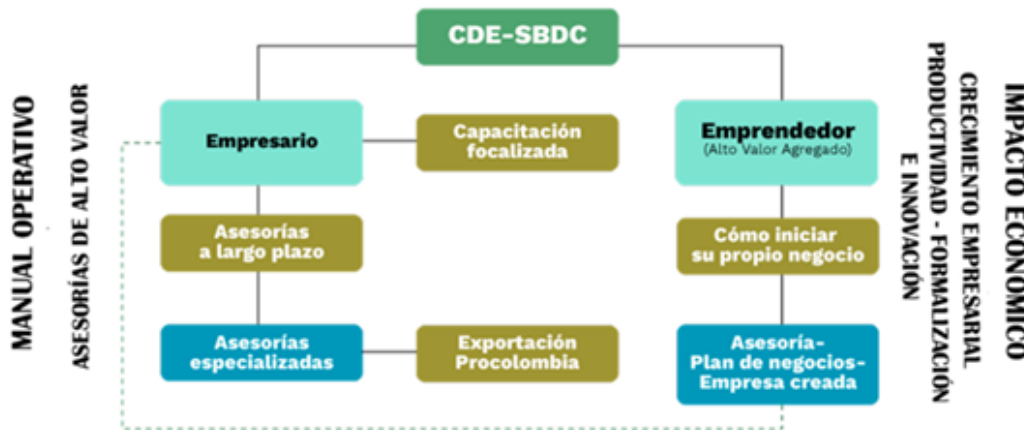 CDE-SBDC
MANUAL OPERATIVO
ASESORÍAS DE ALTO VALOR
Empresario
Capacitación
focalizada
Emprendedor
(Alto Valor Agregado)
Asesorías
a largo plazo
Cómo iniciar
su propio negocio
Asesorías
especializadas
Exportación
Procolombia
Asesoría-
Plan de negocios-
Empresa creada
IMPACTO ECONÓMICO
CRECIMIENTO EMPRESARIAL
PRODUCTIVIDAD - FORMALIZACIÓN
E INNOVACIÓN